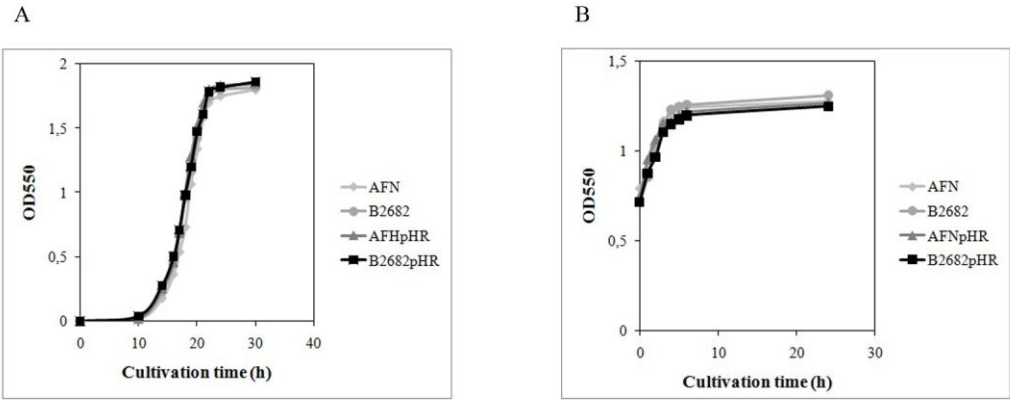 A
2
1,5
1
0,5
0
OD550
0 10 20 30 40
Cultivation time (h)
AFN
B2682
AFHpHR
B2682pHR
B
1,5
1
0,5
0
OD550
0 10 20 30
Cultivation time (h)
AFN
B2682
AFNpHR
B2682pHR